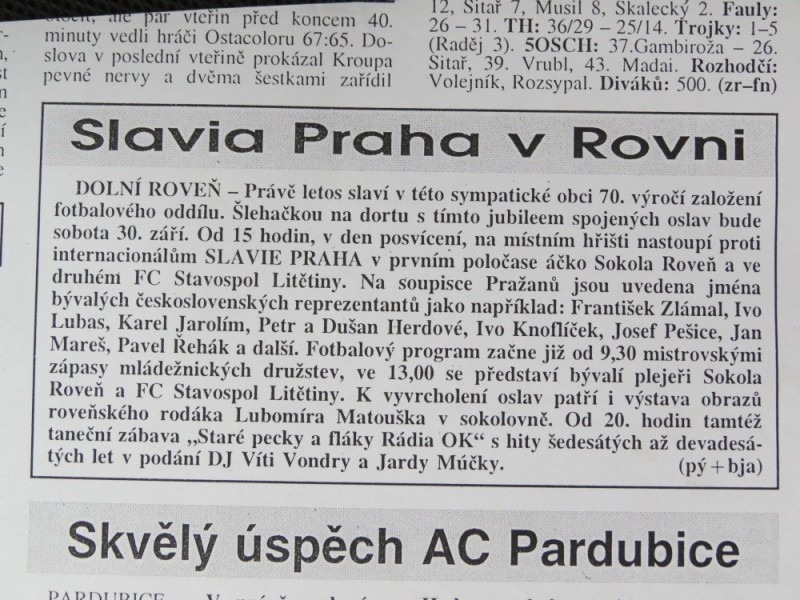 útoch, ale pár vteřin před koncem 40.
minuty vedli hráči Ostacoloru 67:65. Do-
slova v poslední vteřině prokázal Kroupa
pevné nervy a dvěma šestkami zařídil
12, Sitař 7, Musil 8, Skalecký 2. Fauly:
26 – 31. TH: 36/29 – 25/14. Trojky: 1–5
(Raděj 3). 5OSCH: 37.Gambiroža – 26.
Sitař, 39. Vrubl, 43. Madai. Rozhodčí:
Volejník, Rozsypal. Diváků: 500. (zr–fn)
Slavia Praha v Rovni
DOLNÍ ROVEŇ – Právě letos slaví v této sympatické obci 70. výročí založení
fotbalového oddílu. Šlehačkou na dortu s tímto jubileem spojených oslav bude
sobota 30. září. Od 15 hodin, v den posvícení, na místním hřišti nastoupí proti
internacionálům SLAVIE PRAHA v prvním poločase áčko Sokola Roveň a ve
druhém FC Stavospol Litětiny. Na soupisce Pražanů jsou uvedena jména
bývalých československých reprezentantů jako například: František Zlámal, Ivo
Lubas, Karel Jarolím, Petr a Dušan Herdové, Ivo Knoflíček, Josef Pešice, Jan
Mareš, Pavel Řehák a další. Fotbalový program začne již od 9,30 mistrovskými
zápasy mládežnických družstev, ve 13,00 se představí bývalí plejeři Sokola
Roveň a FC Stavospol Litětiny. K vyvrcholení oslav patří i výstava obrazů
roveňského rodáka Lubomíra Matouška v sokolovně. Od 20. hodin tamtéž
taneční zábava „Staré pecky a fláky Rádia OK“ s hity šedesátých až devadesá-
tých let v podání DJ Víti Vondry a Jardy Múčky. (pý + bja)
Skvělý úspěch AC Pardubice
PARDUBICE